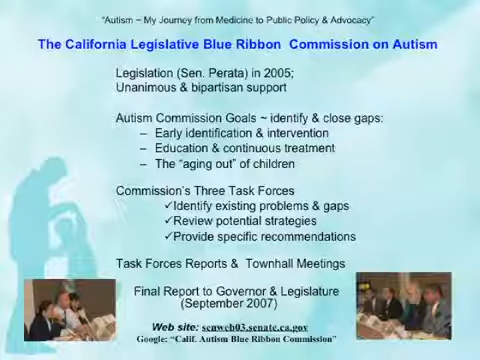 "Autism ~ My Journey from Medicine to Public Policy & Advocacy"
The California Legislative Blue Ribbon Commission on Autism
Legislation (Sen. Perata) in 2005;
Unanimous & bipartisan support
Autism Commission Goals ~ identify & close gaps:
– Early identification & intervention
– Education & continuous treatment
– The "aging out" of children
Commission's Three Task Forces
✓Identify existing problems & gaps
✓Review potential strategies
✓Provide specific recommendations
Task Forces Reports & Townhall Meetings
Final Report to Governor & Legislature
(September 2007)
Web site: senweb03.senate.ca.gov
Google: "Calif. Autism Blue Ribbon Commission"